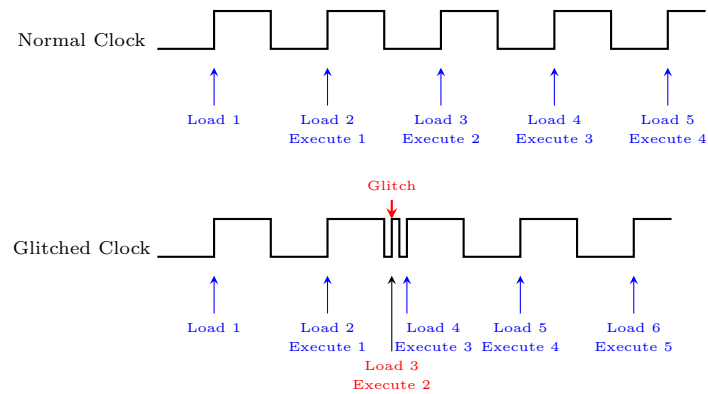 Normal Clock
Load 1
Load 2
Execute 1
Load 3
Execute 2
Load 4
Execute 3
Load 5
Execute 4
Glitch
Glitched Clock
Load 1
Load 2
Execute 1
Load 3
Execute 2
Load 4
Execute 3
Load 5
Execute 4
Load 6
Execute 5